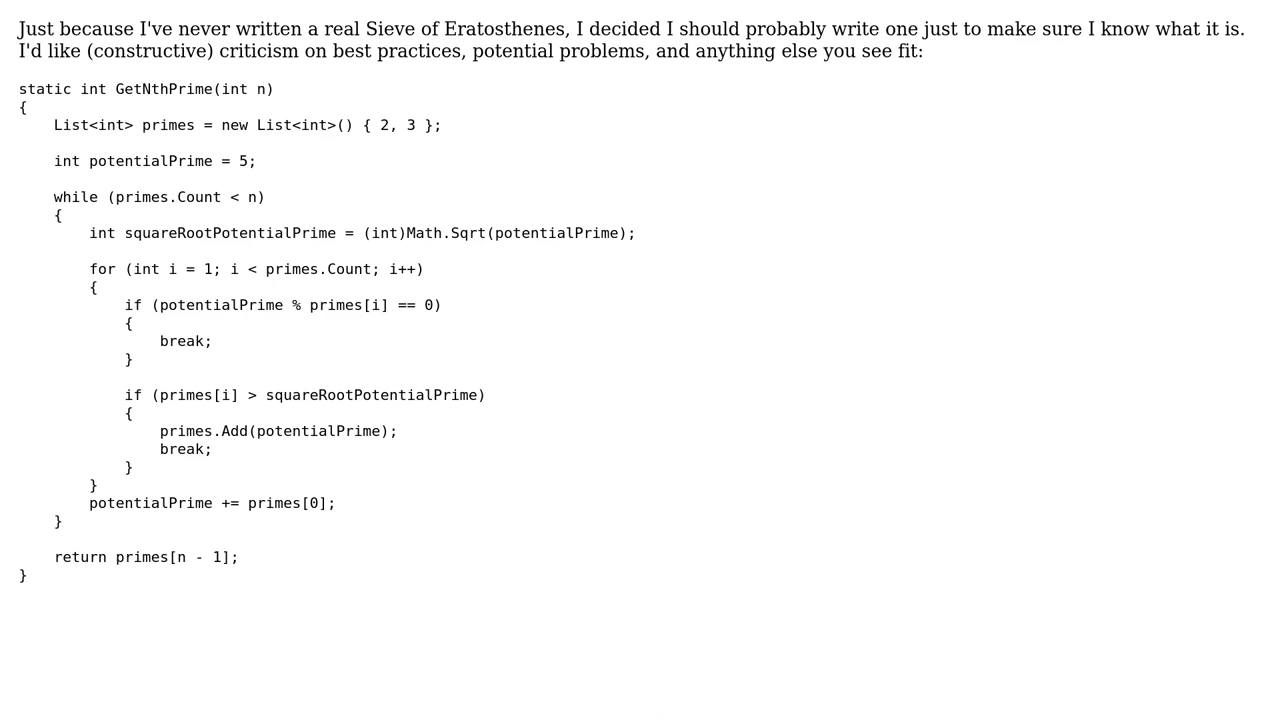 Just because I've never written a real Sieve of Eratosthenes, I decided I should probably write one just to make sure I know what it is.
I'd like (constructive) criticism on best practices, potential problems, and anything else you see fit:
static int GetNthPrime(int n)
{
    List<int> primes = new List<int>() { 2, 3 };

    int potentialPrime = 5;

    while (primes.Count < n)
    {
        int squareRootPotentialPrime = (int)Math.Sqrt(potentialPrime);

        for (int i = 1; i < primes.Count; i++)
        {
            if (potentialPrime % primes[i] == 0)
            {
                break;
            }

            if (primes[i] > squareRootPotentialPrime)
            {
                primes.Add(potentialPrime);
                break;
            }
        }
        potentialPrime += primes[0];
    }

    return primes[n - 1];
}